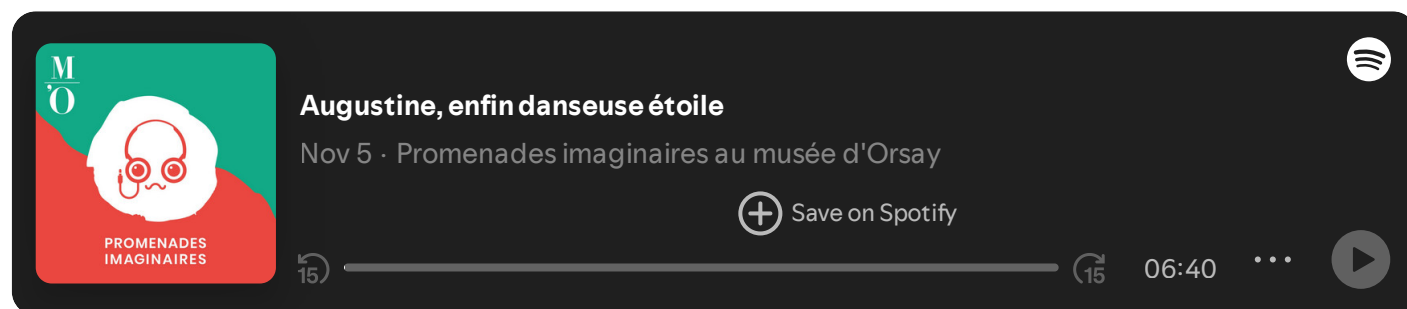 M
'O
PROMENADES
IMAGINAIRES
Augustine, enfin danseuse étoile
Nov 5 · Promenades imaginaires au musée d'Orsay
Save on Spotify
15
15
06:40